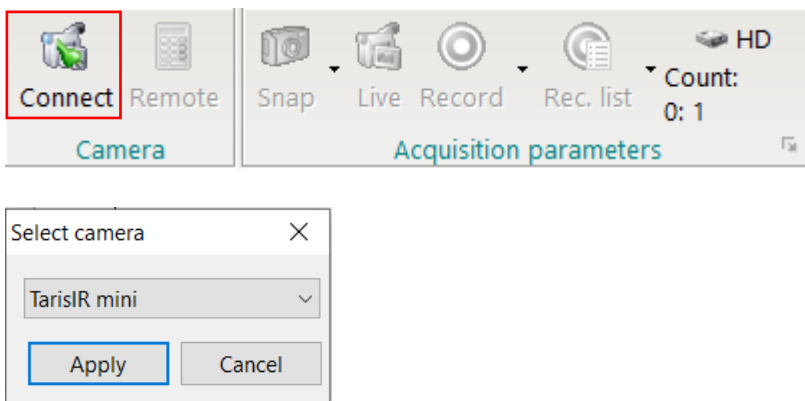 Connect Remote Snap Live Record Rec. list HD
Count:
0: 1
Camera Acquisition parameters
Select camera
TarisIR mini
Apply Cancel